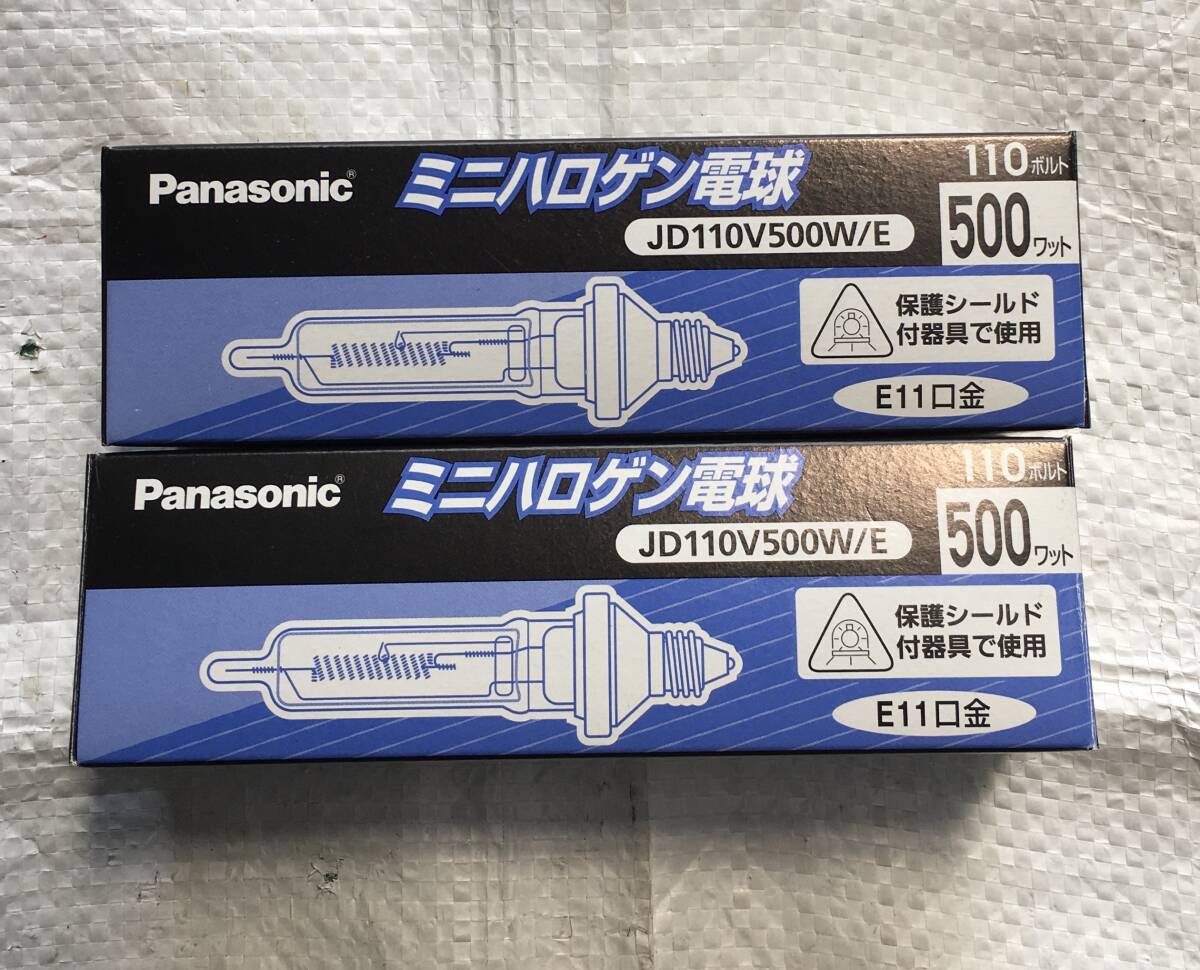 Panasonic®
ミニハロゲン電球
110ボルト
JD110V500W/E
500ワット
保護シールド
付器具で使用
E11口金
Panasonic®
ミニハロゲン電球
110ボルト
JD110V500W/E
500ワット
保護シールド
付器具で使用
E11口金